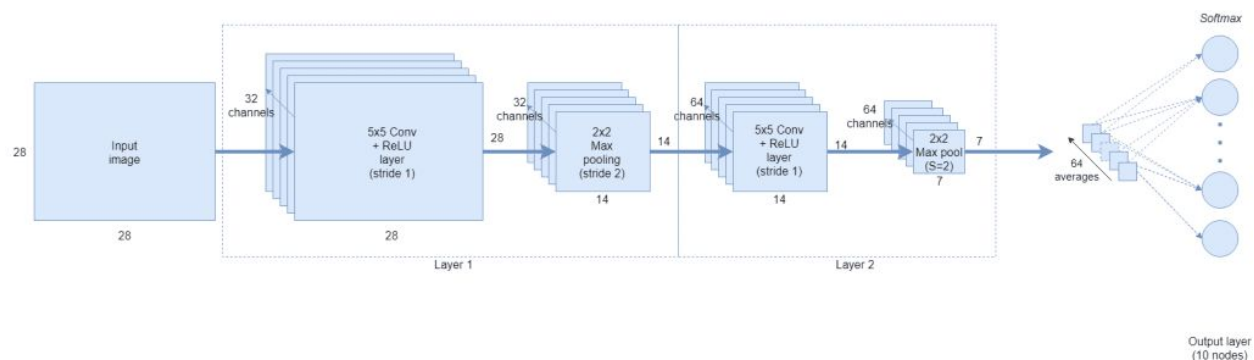 Softmax
Input
image
28
28
32
channels
5x5 Conv
+ ReLU
layer
(stride 1)
28
28
32
channels
2x2
Max
pooling
(stride 2)
14
14
Layer 1
64
channels
5x5 Conv
+ ReLU
layer
(stride 1)
14
14
64
channels
2x2
Max pool
(S=2)
7
7
Layer 2
64
averages
Output layer
(10 nodes)